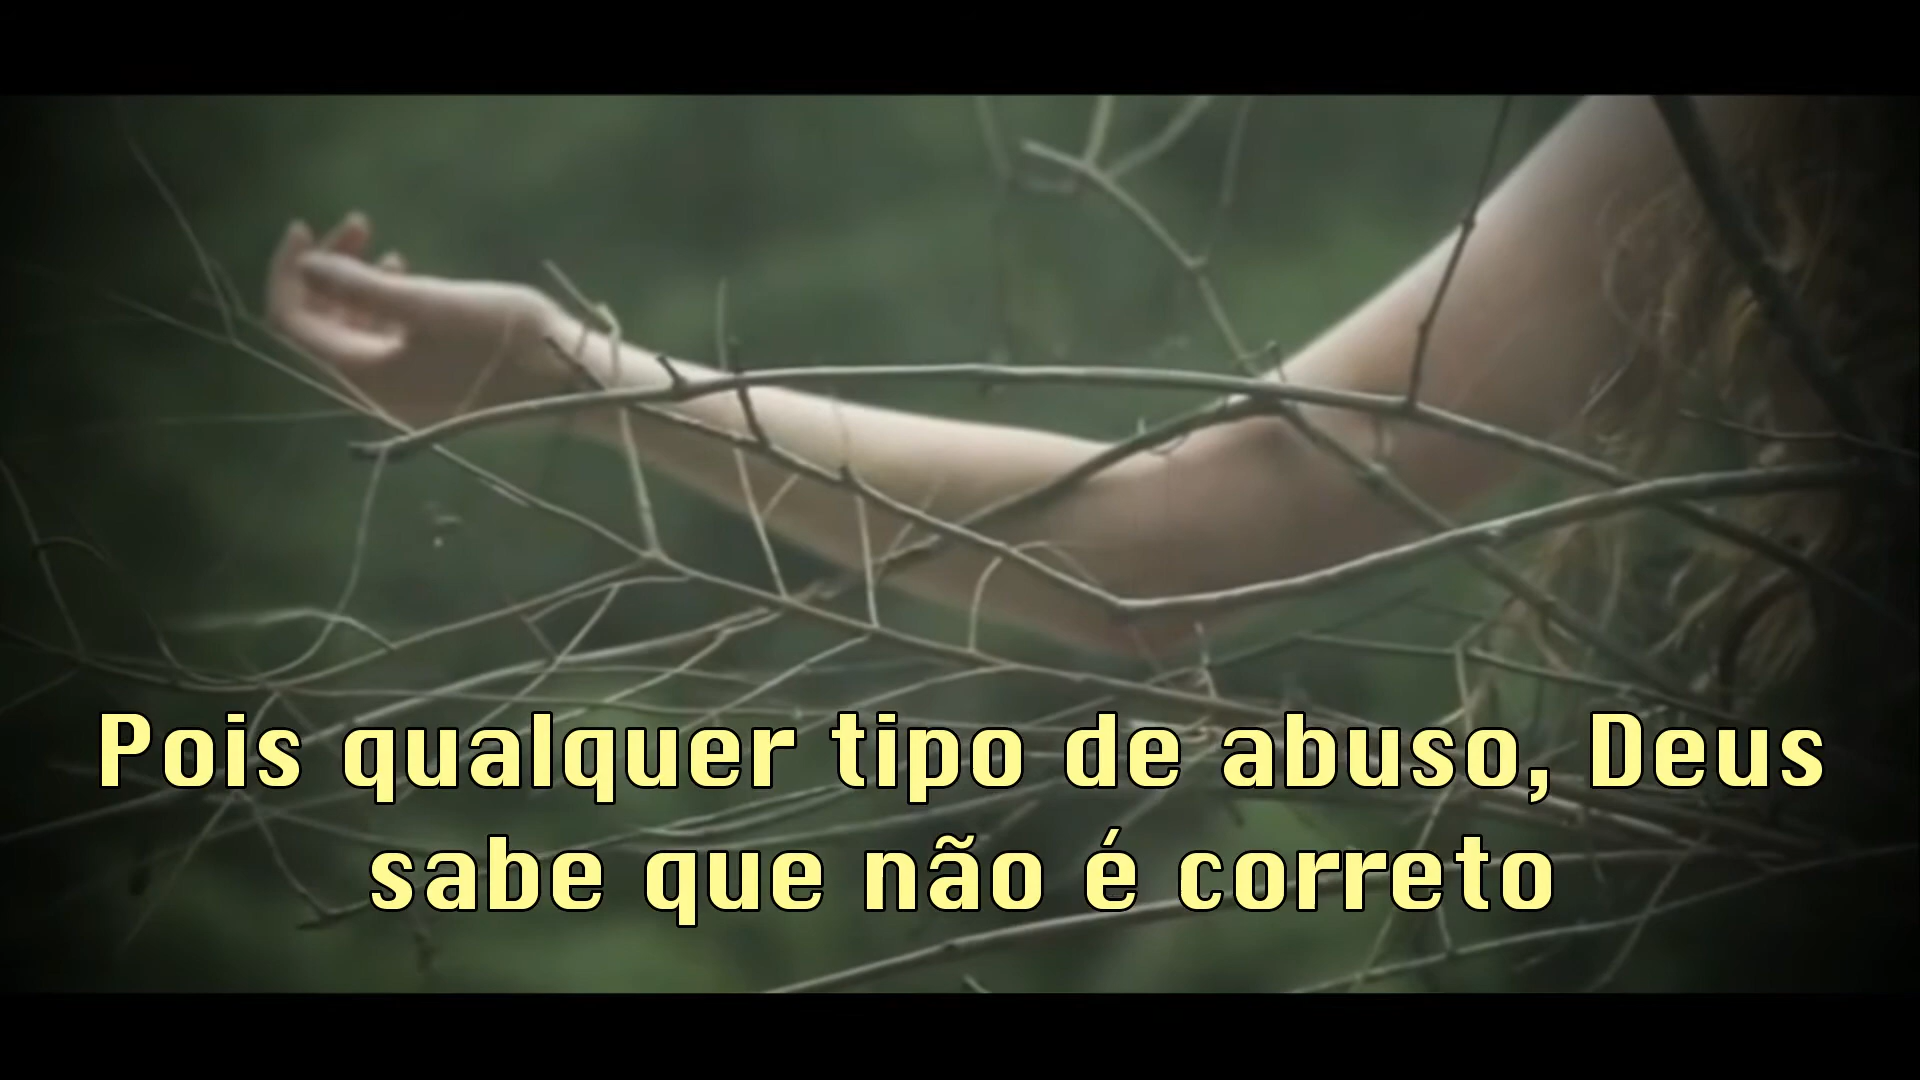 Pois qualquer tipo de abuso, Deus
sabe que não é correto